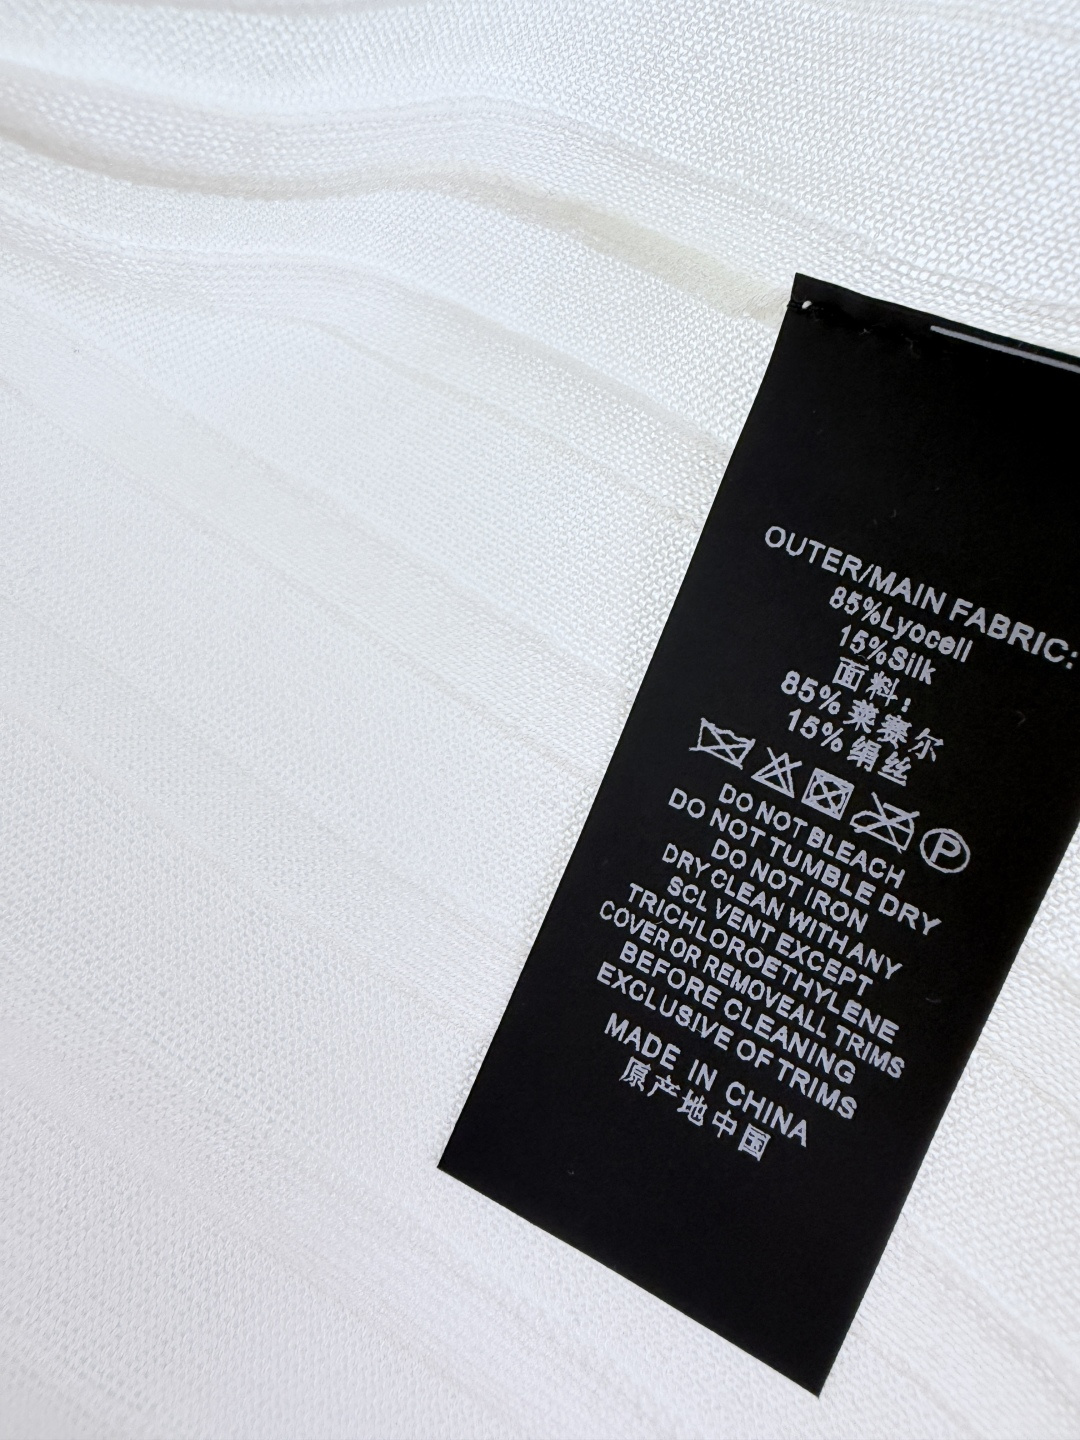 OUTER/MAIN FABRIC:
85%Lyocell
15%Silk
面料:
85%莱赛尔
15%绢丝
P
DO NOT BLEACH
DO NOT TUMBLE DRY
DO NOT IRON
DRY CLEAN WITH ANY
SCLVENT EXCEPT
TRICHLOROETHYLENE
COVER OR REMOVEALL TRIMS
BEFORE CLEANING
EXCLUSIVE OF TRIMS
MADE IN CHINA
原产地中国